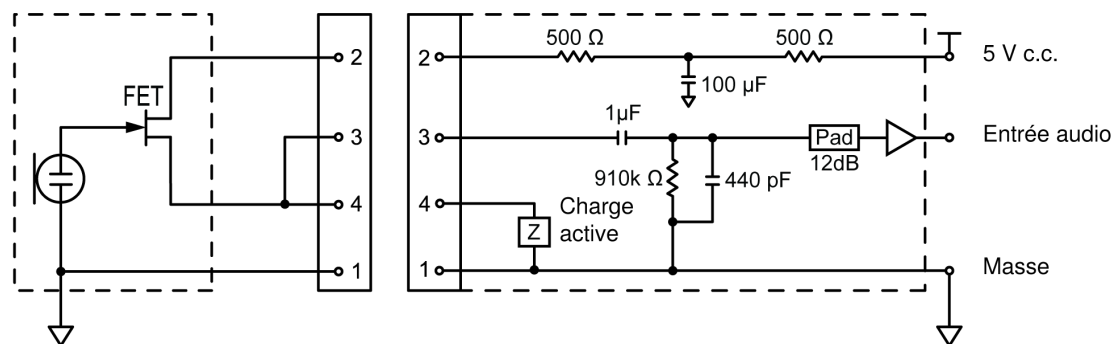 500 Ω
500 Ω
2
2
5 V c.c.
FET
100 µF
1µF
3
3
Pad
Entrée audio
12dB
910k Ω
440 pF
4
4
Charge
active
Z
1
1
Masse